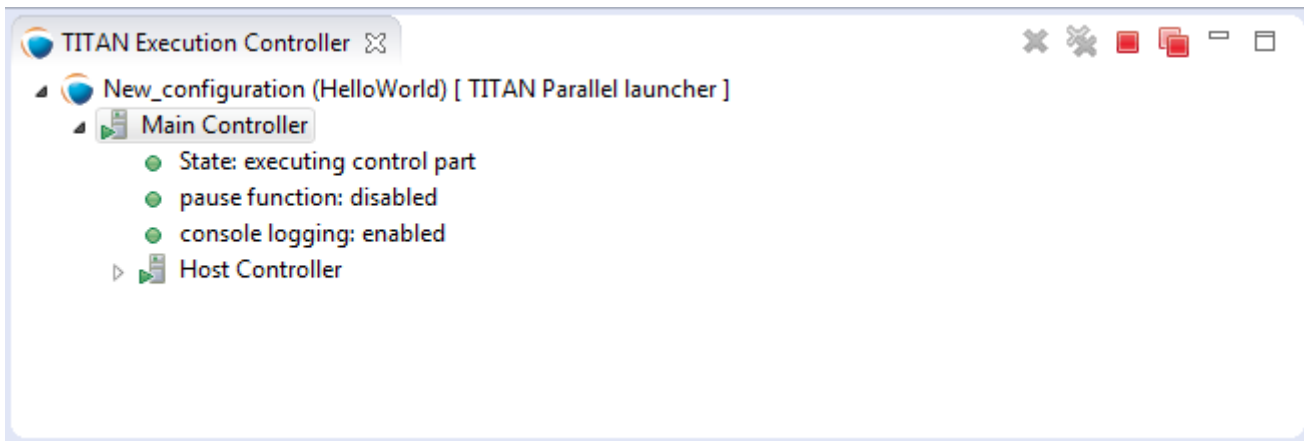 TITAN Execution Controller
New_configuration (HelloWorld) [ TITAN Parallel launcher ]
Main Controller
State: executing control part
pause function: disabled
console logging: enabled
Host Controller